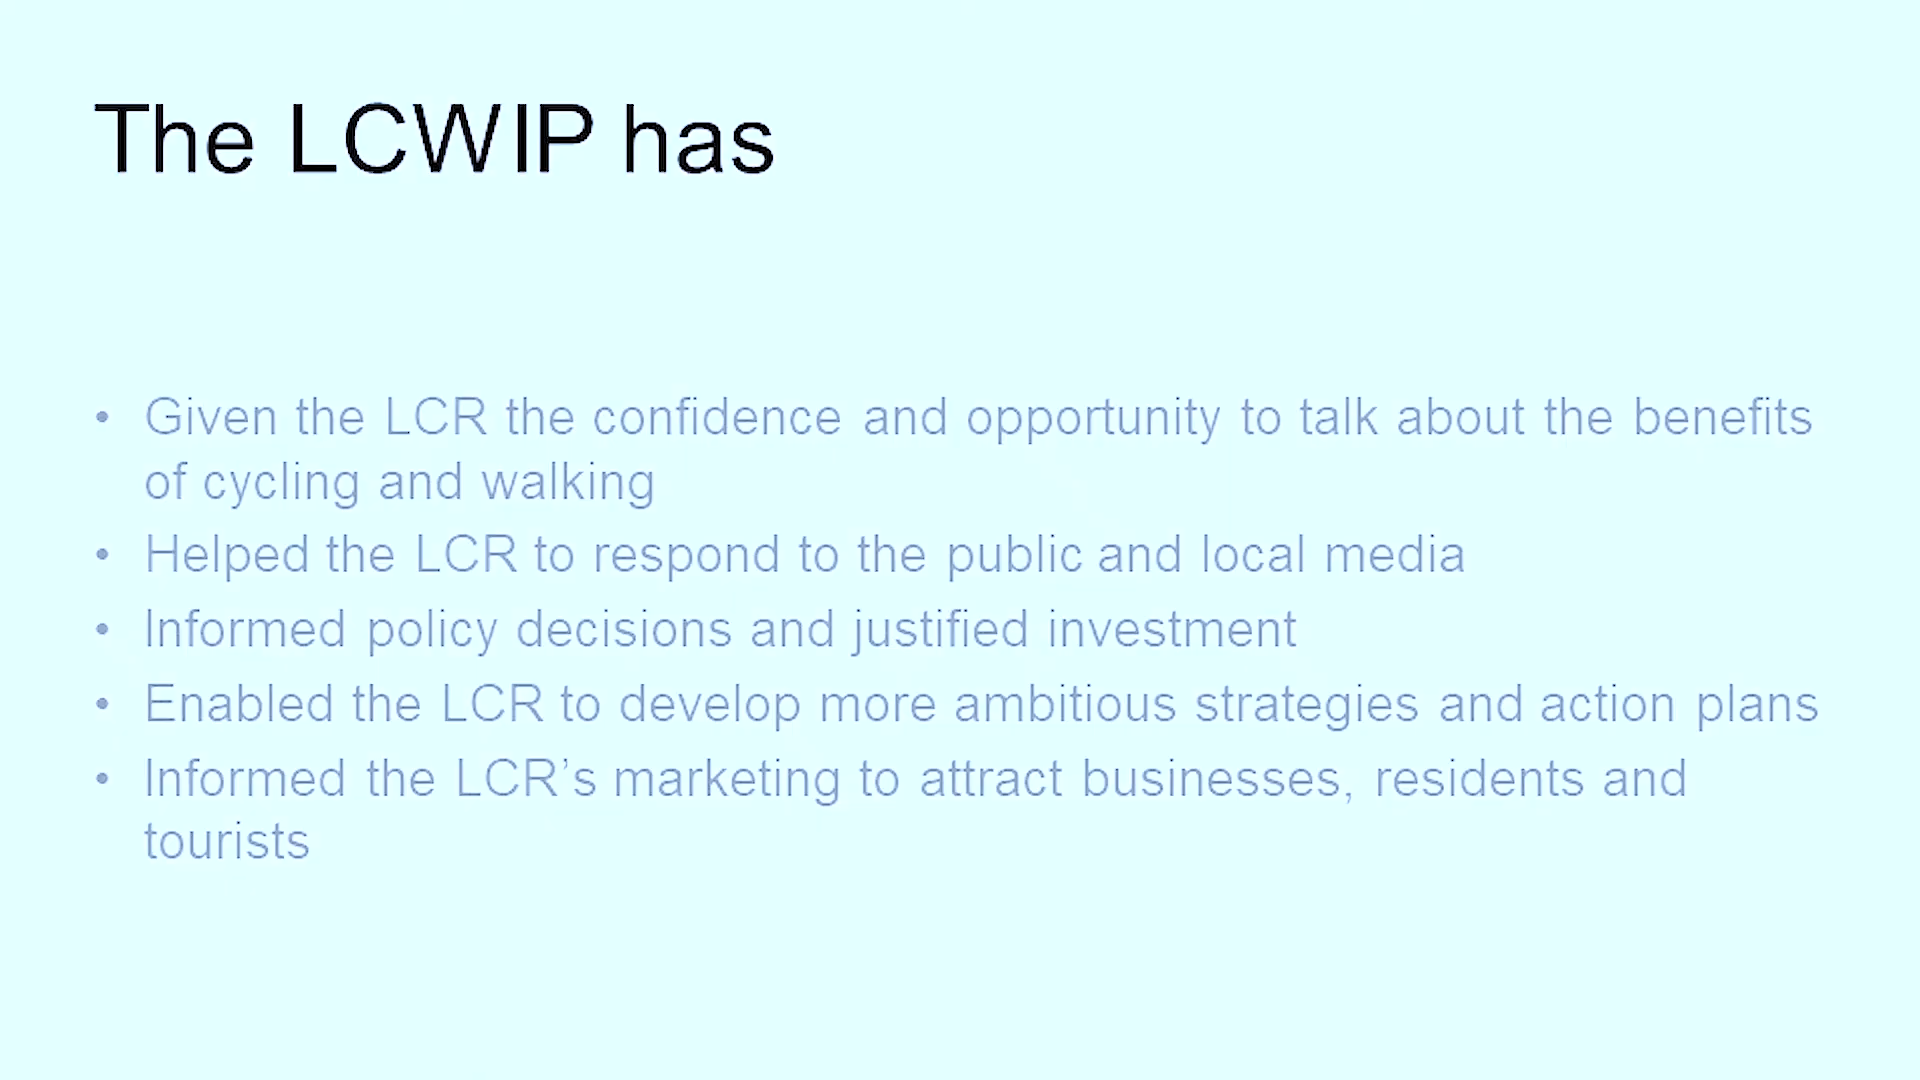 The LCWIP has
• Given the LCR the confidence and opportunity to talk about the benefits
of cycling and walking
• Helped the LCR to respond to the public and local media
• Informed policy decisions and justified investment
• Enabled the LCR to develop more ambitious strategies and action plans
• Informed the LCR’s marketing to attract businesses, residents and
tourists